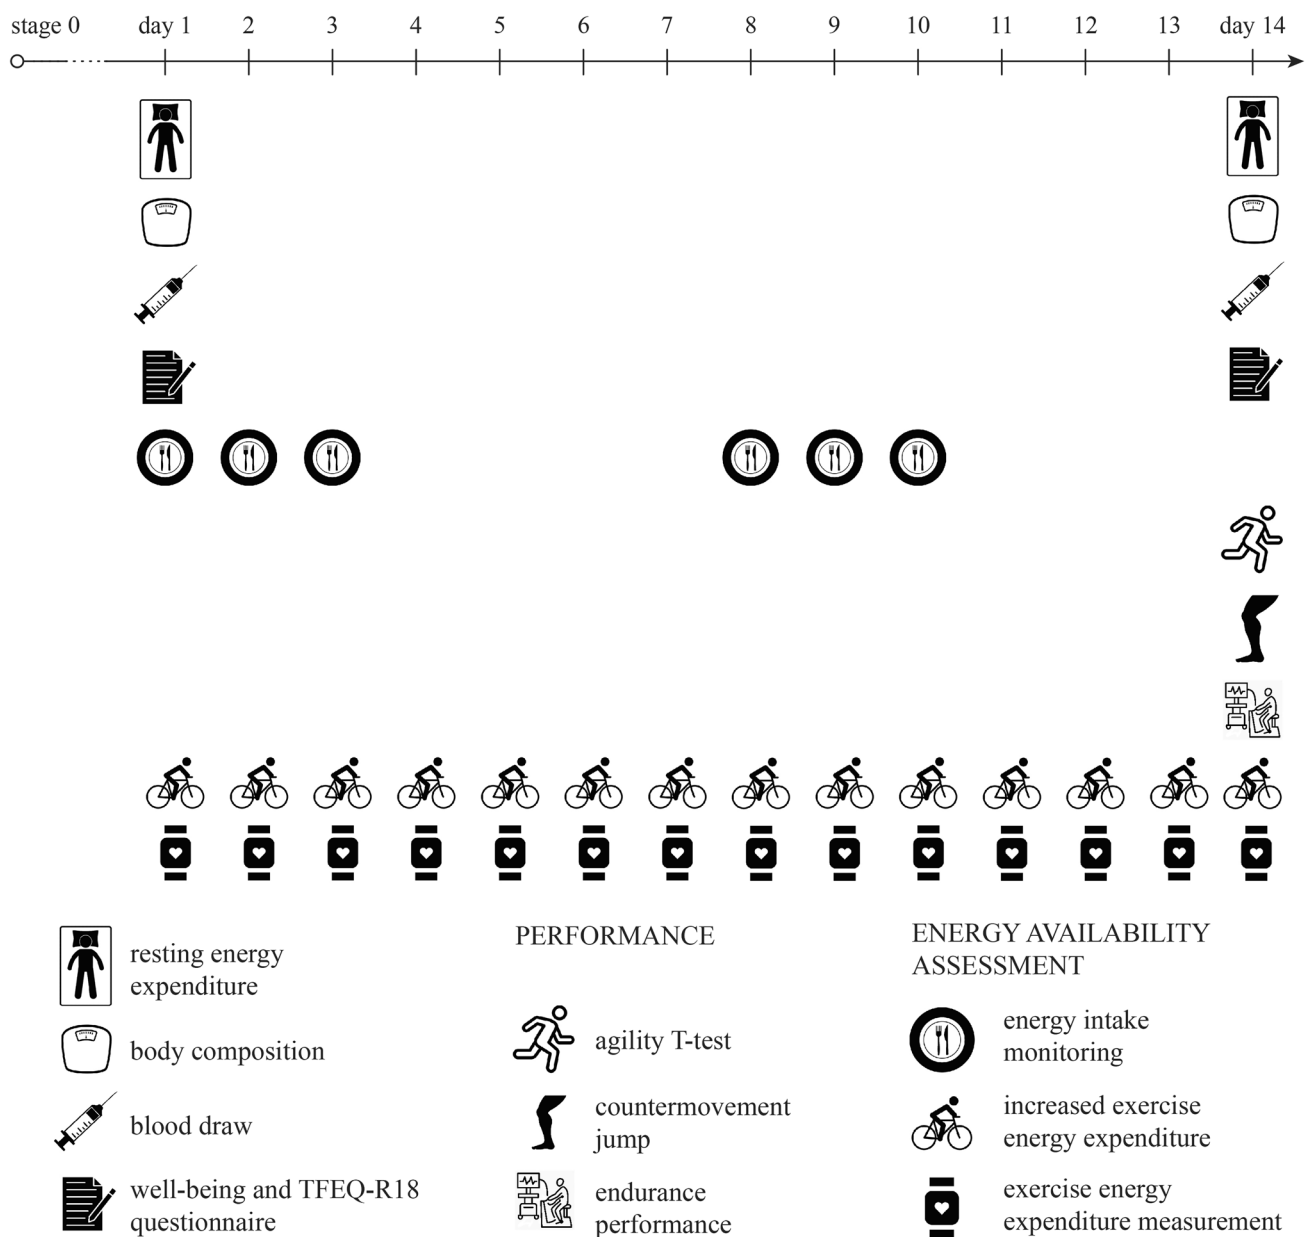 stage 0 day 1 2 3 4 5 6 7 8 9 10 11 12 13 day 14
resting energy
expenditure
body composition
blood draw
well-being and TFEQ-R18
questionnaire
PERFORMANCE
agility T-test
countermovement
jump
endurance
performance
ENERGY AVAILABILITY
ASSESSMENT
energy intake
monitoring
increased exercise
energy expenditure
exercise energy
expenditure measurement